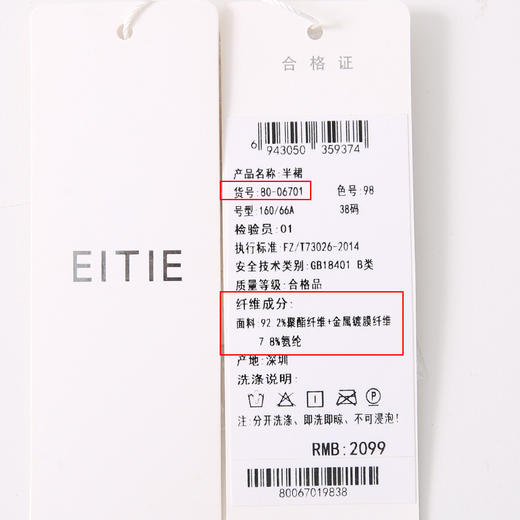 EITIE
合格证
6 943050 359374
产品名称:半裙
货号:80-06701 色号:98
号型:160/66A 38码
检验员:01
执行标准:FZ/T73026-2014
安全技术类别:GB18401 B类
质量等级:合格品
纤维成分:
面料:92 2%聚酯纤维+金属镀膜纤维
7 8%氨纶
产地:深圳
洗涤说明:
注:分开洗涤、即洗即晾、不可浸泡!
RMB:2099
80067019838